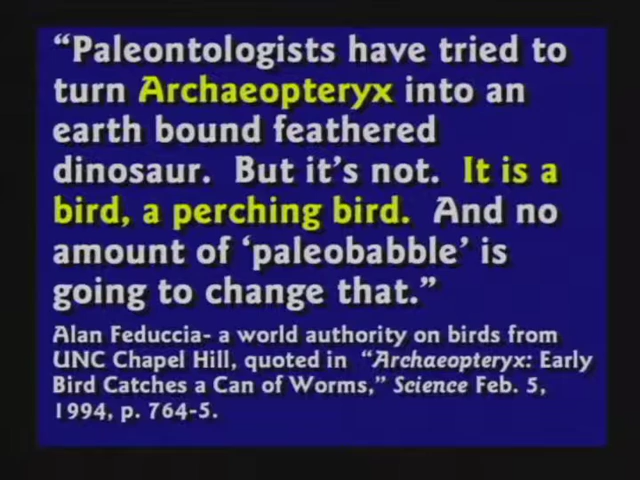 “Paleontologists have tried to
turn Archaeopteryx into an
earth bound feathered
dinosaur. But it’s not. It is a
bird, a perching bird. And no
amount of ‘paleobabble’ is
going to change that.”
Alan Feduccia- a world authority on birds from
UNC Chapel Hill, quoted in “Archaeopteryx: Early
Bird Catches a Can of Worms,” Science Feb. 5,
1994, p. 764-5.